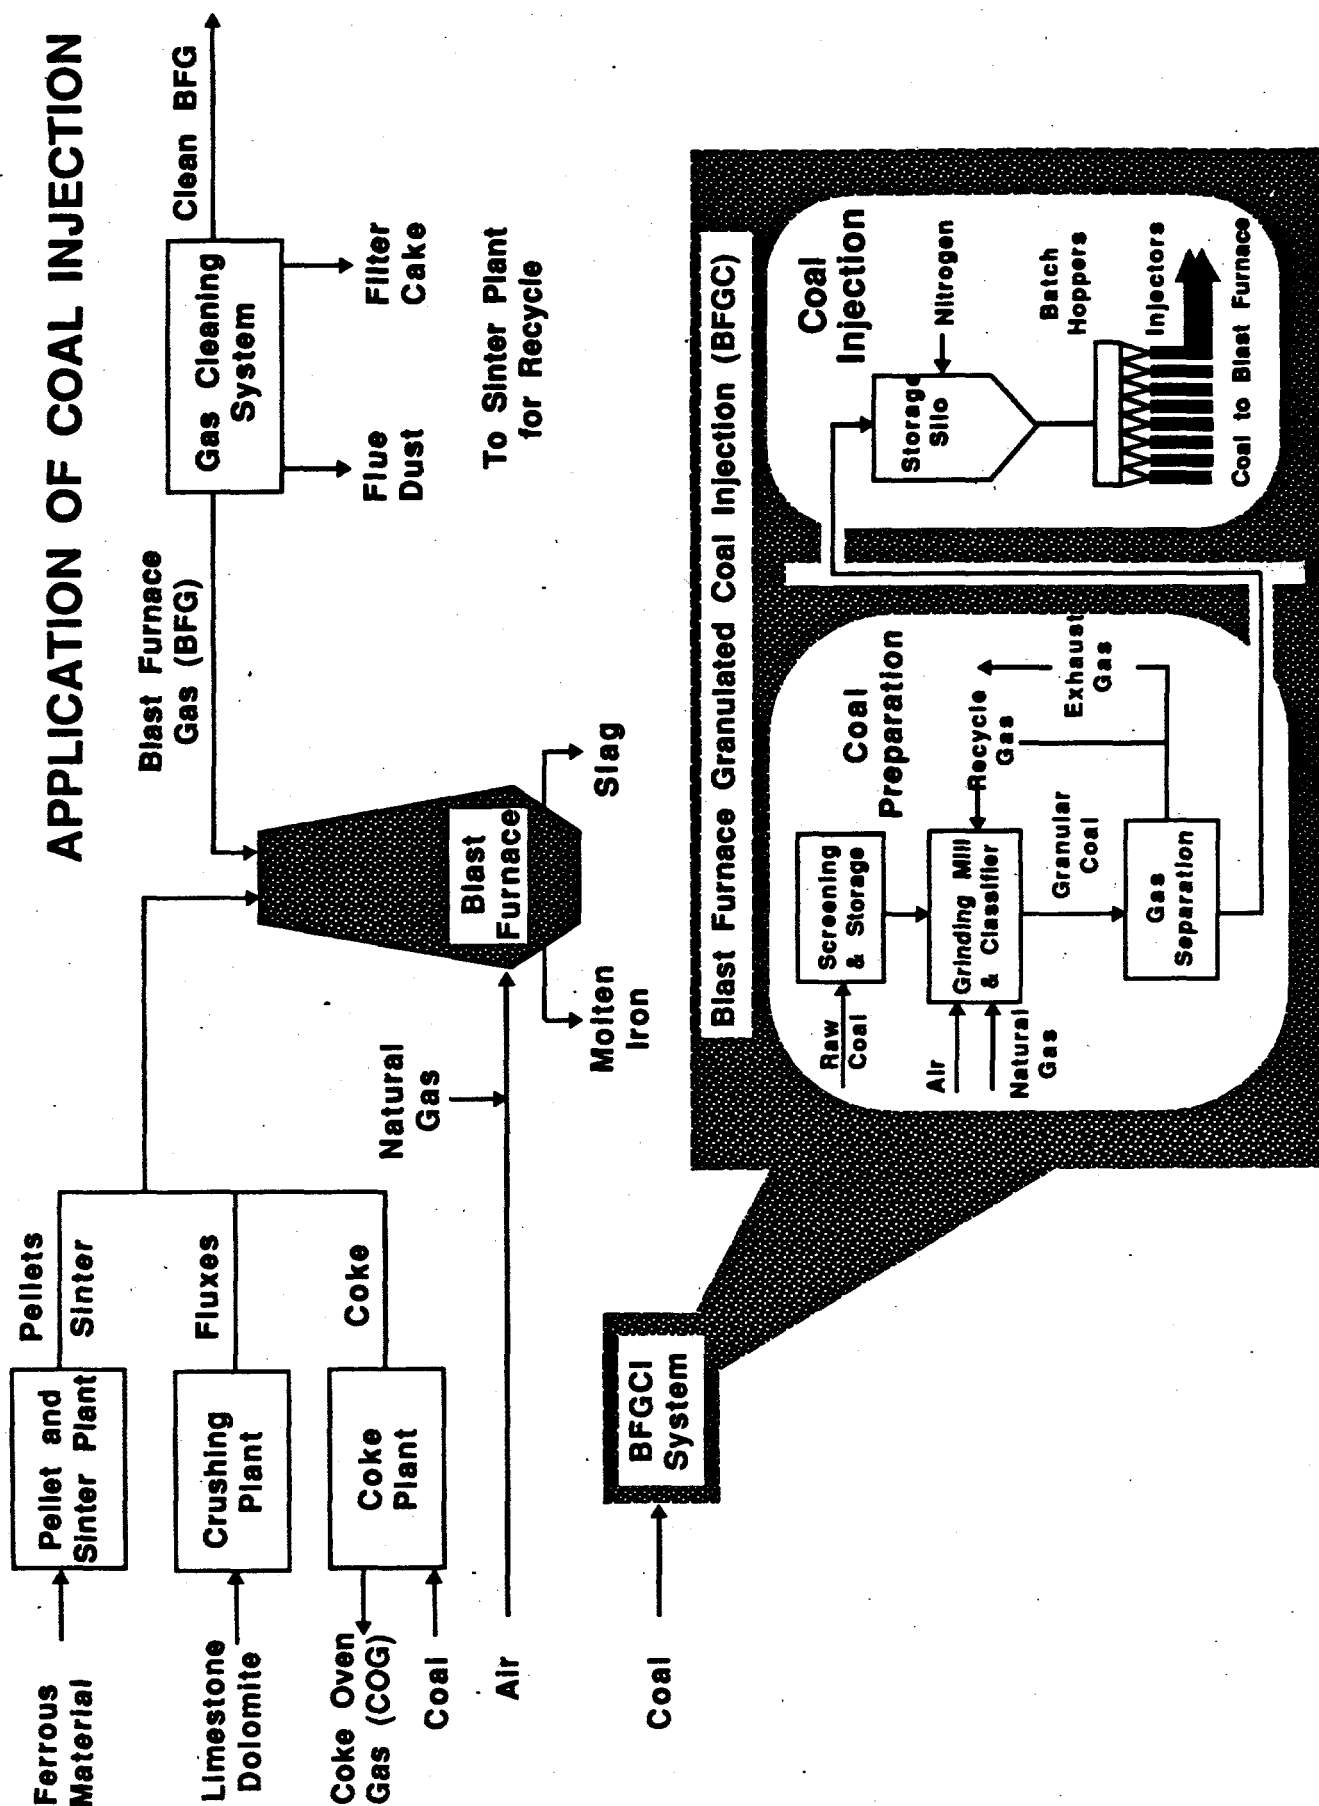 APPLICATION OF COAL INJECTION
Ferrous
Material
Pellet and
Sinter Plant
Pellets
Sinter
Limestone
Dolomite
Crushing
Plant
Fluxes
Coke Oven
Gas (COG)
Coal
Coke
Plant
Coke
Air
Natural
Gas
Blast
Furnace
Molten
Iron
Slag
Blast Furnace
Gas (BFG)
Gas Cleaning
System
Clean BFG
Flue
Dust
Filter
Cake
To Sinter Plant
for Recycle
Coal
BFGCI
System
Blast Furnace Granulated Coal Injection (BFGC)
Coal
Preparation
Raw
Coal
Screening
& Storage
Air
Natural
Gas
Grinding Mill
& Classifier
Recycle
Gas
Exhaust
Gas
Granular
Coal
Gas
Separation
Coal
Injection
Storage
Silo
Nitrogen
Batch
Hoppers
Injectors
Coal to Blast Furnace